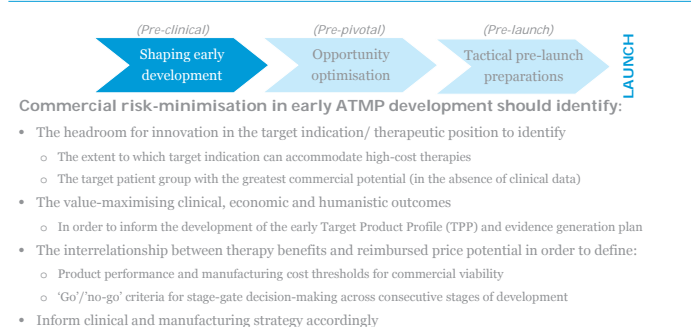 (Pre-clinical) (Pre-pivotal) (Pre-launch)
Shaping early development
Opportunity optimisation
Tactical pre-launch preparations
LAUNCH
Commercial risk-minimisation in early ATMP development should identify:
• The headroom for innovation in the target indication/ therapeutic position to identify
o The extent to which target indication can accommodate high-cost therapies
o The target patient group with the greatest commercial potential (in the absence of clinical data)
• The value-maximising clinical, economic and humanistic outcomes
o In order to inform the development of the early Target Product Profile (TPP) and evidence generation plan
• The interrelationship between therapy benefits and reimbursed price potential in order to define:
o Product performance and manufacturing cost thresholds for commercial viability
o ‘Go’/’no-go’ criteria for stage-gate decision-making across consecutive stages of development
• Inform clinical and manufacturing strategy accordingly